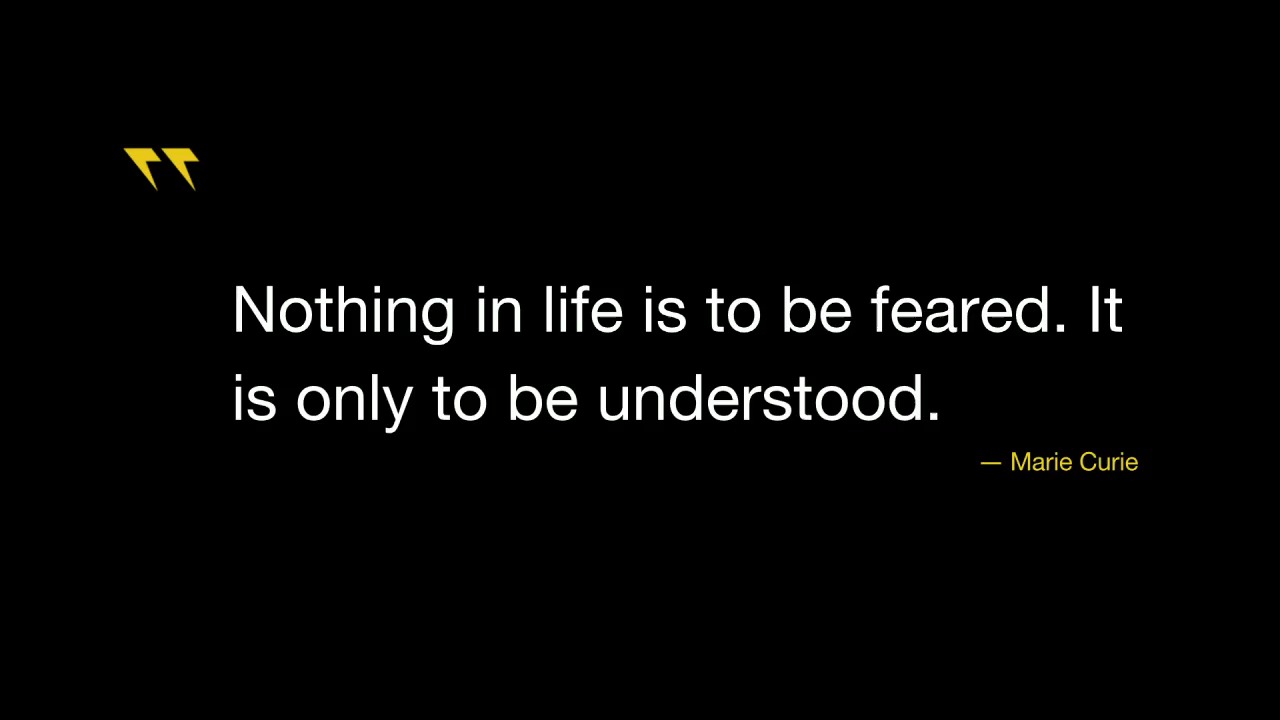 Nothing in life is to be feared. It
is only to be understood.
— Marie Curie